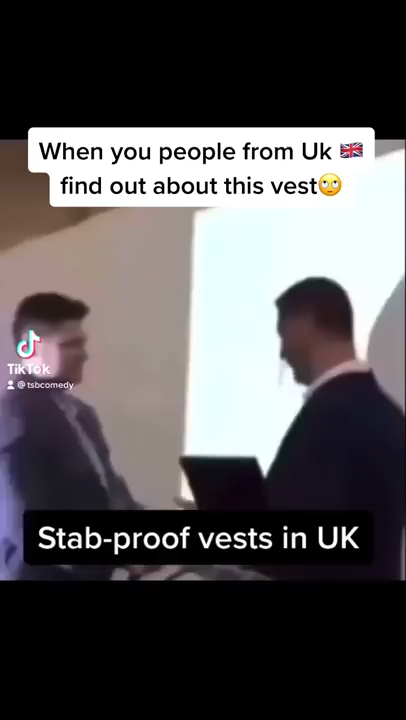 When you people from Uk 🇬🇧
find out about this vest🙄
TikTok
@tsbcomedy
Stab-proof vests in UK